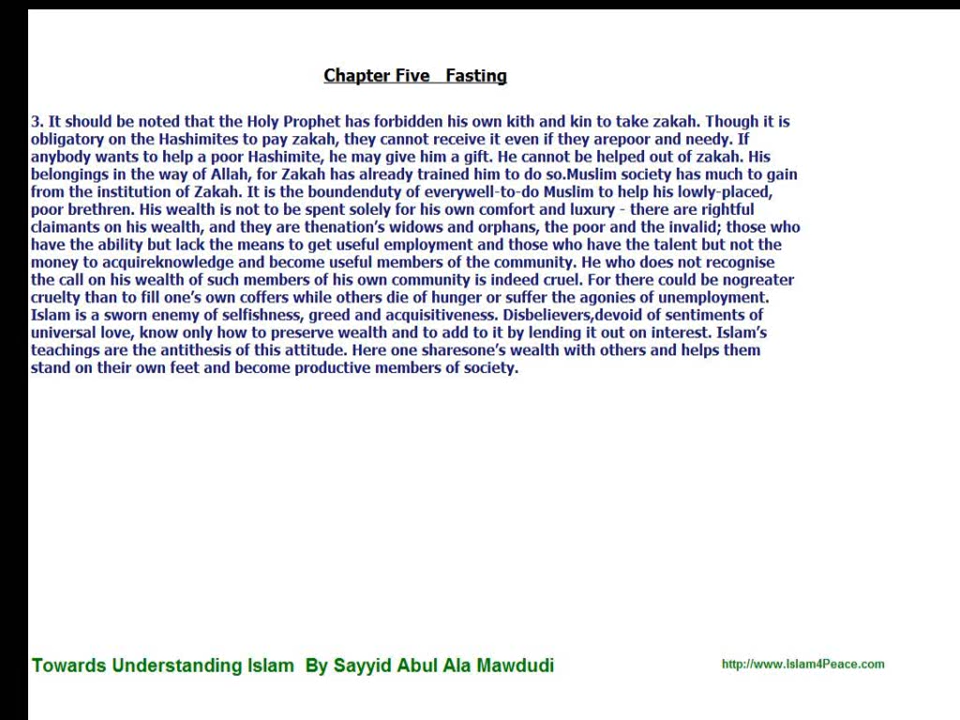 Chapter Five   Fasting
3. It should be noted that the Holy Prophet has forbidden his own kith and kin to take zakah. Though it is
obligatory on the Hashimites to pay zakah, they cannot receive it even if they arepoor and needy. If
anybody wants to help a poor Hashimite, he may give him a gift. He cannot be helped out of zakah. His
belongings in the way of Allah, for Zakah has already trained him to do so.Muslim society has much to gain
from the institution of Zakah. It is the boundenduty of everywell-to-do Muslim to help his lowly-placed,
poor brethren. His wealth is not to be spent solely for his own comfort and luxury - there are rightful
claimants on his wealth, and they are thenation's widows and orphans, the poor and the invalid; those who
have the ability but lack the means to get useful employment and those who have the talent but not the
money to acquireknowledge and become useful members of the community. He who does not recognise
the call on his wealth of such members of his own community is indeed cruel. For there could be nogreater
cruelty than to fill one's own coffers while others die of hunger or suffer the agonies of unemployment.
Islam is a sworn enemy of selfishness, greed and acquisitiveness. Disbelievers,devoid of sentiments of
universal love, know only how to preserve wealth and to add to it by lending it out on interest. Islam's
teachings are the antithesis of this attitude. Here one sharesone's wealth with others and helps them
stand on their own feet and become productive members of society.
Towards Understanding Islam  By Sayyid Abul Ala Mawdudi
http://www.Islam4Peace.com